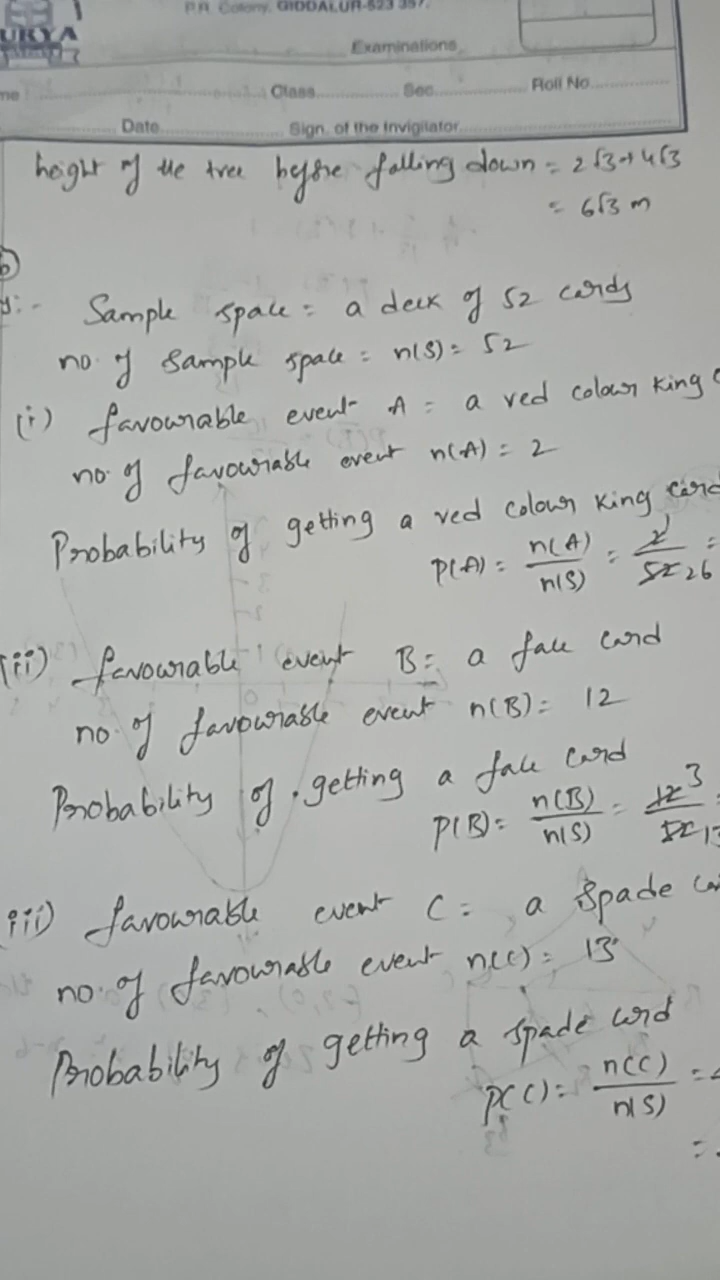 P.R. Colony, GIDDALUR-523 357.
URYA
Examinations
Class Sec Roll No
Date Sign. of the Invigilator
height of the tree before falling down = 2√3 + 4√3
= 6√3 m
Sample space = a deck of 52 cards
no. of sample space = n(S) = 52
(i) favourable event A = a red colour king
no. of favourable event n(A) = 2
Probability of getting a red colour king card
P(A) = n(A)/n(S) = 2/52 1 26 =
(ii) favourable event B = a face card
no. of favourable event n(B) = 12
Probability of getting a face card
P(B) = n(B)/n(S) = 12/52 3 13
iii) favourable event C = a spade
no. of favourable event n(C) = 13
Probability of getting a spade card
P(C) = n(C)/n(S) =
=